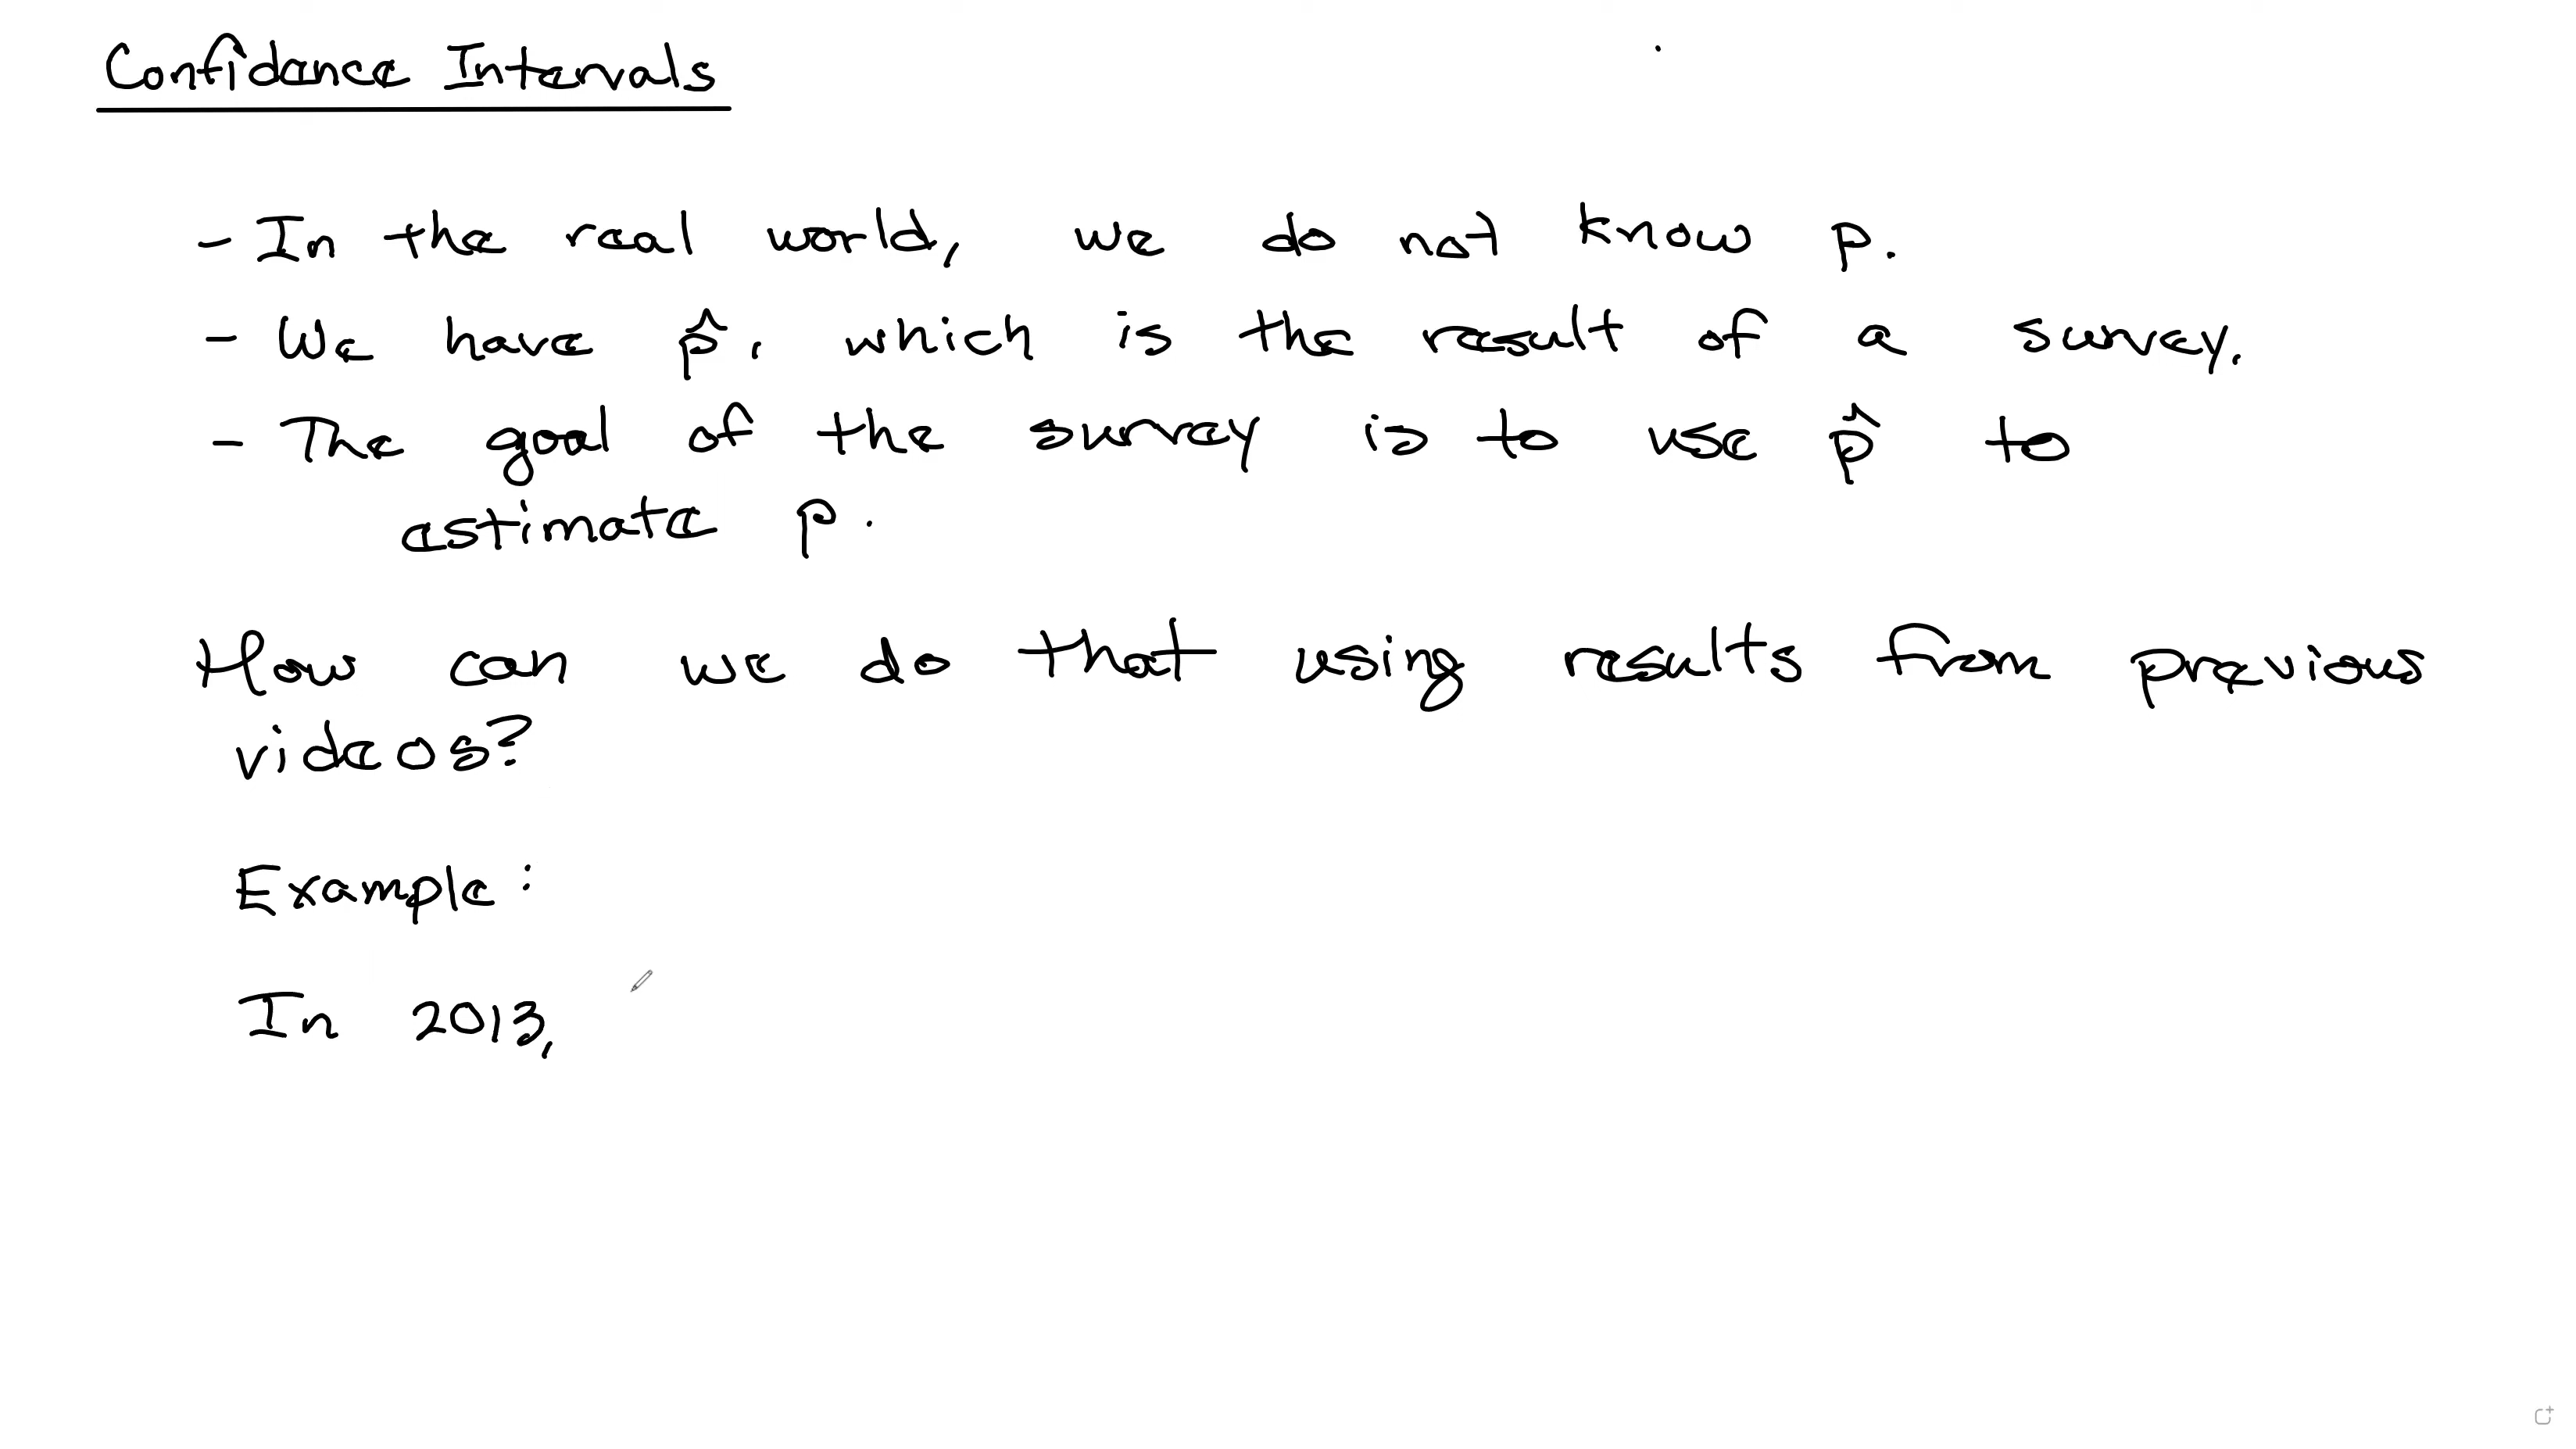 Confidence Intervals
- In the real world, we do not know p.
- We have p̂, which is the result of a survey.
- The goal of the survey is to use p̂ to
estimate p.
How can we do that using results from previous
videos?
Example:
In 2013,